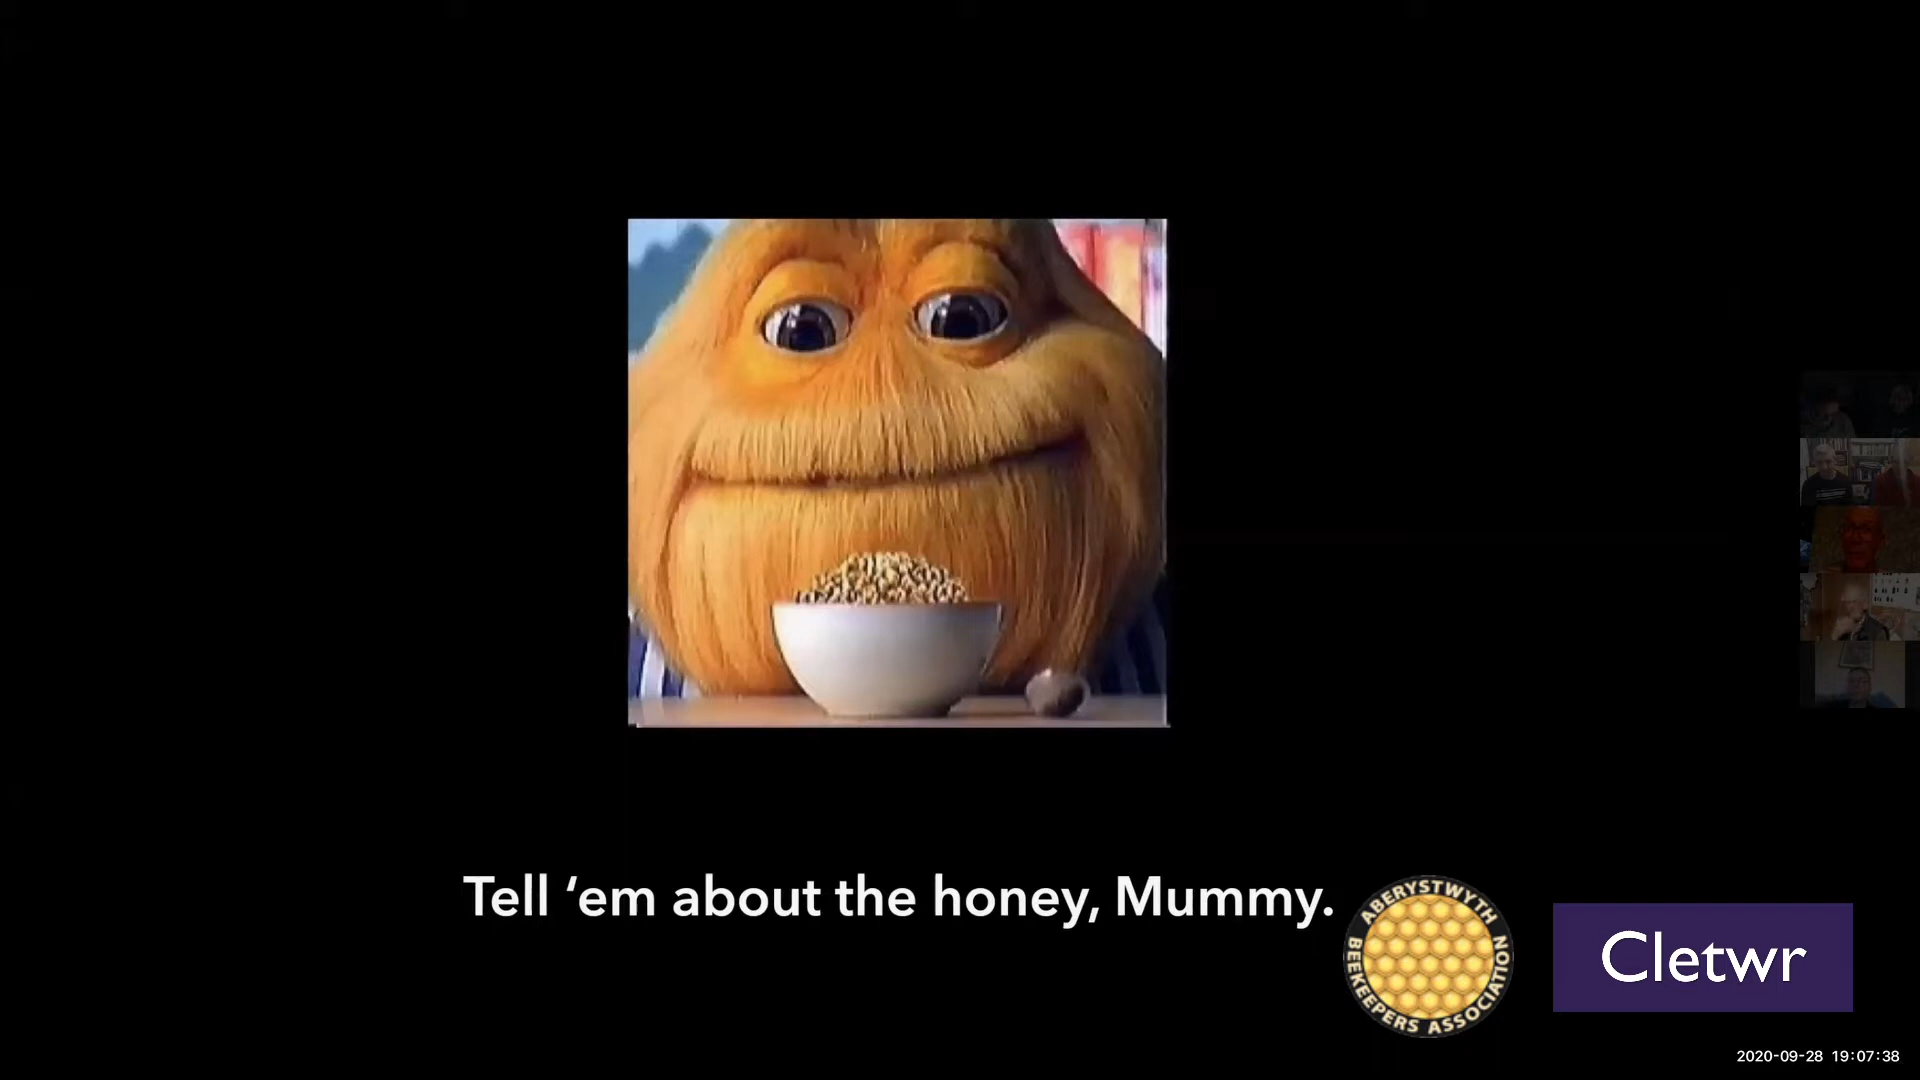 Tell ‘em about the honey, Mummy.
ABERYSTWYTH
BEEKEEPERS ASSOCIATION
Cletwr
2020-09-28 19:07:38